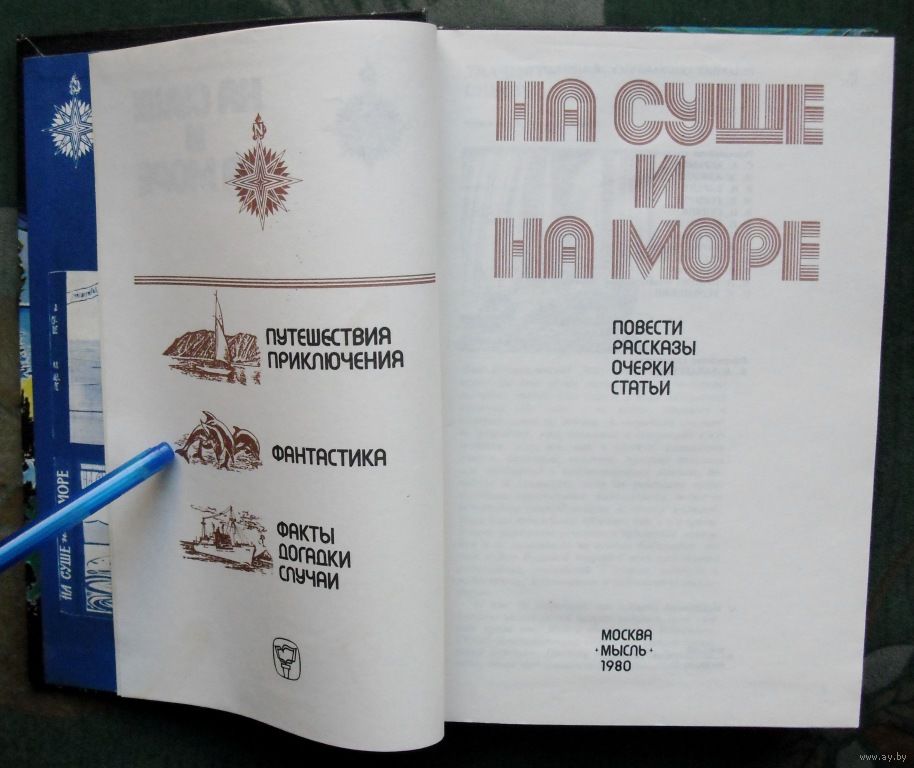 N
ПУТЕШЕСТВИЯ
ПРИКЛЮЧЕНИЯ
ФАНТАСТИКА
ФАКТЫ
ДОГАДКИ
СЛУЧАИ
НА СУШЕ
И
НА МОРЕ
ПОВЕСТИ
РАССКАЗЫ
ОЧЕРКИ
СТАТЬИ
МОСКВА
•МЫСЛЬ•
1980
НА СУШЕ и
МОРЕ
www.ay.by